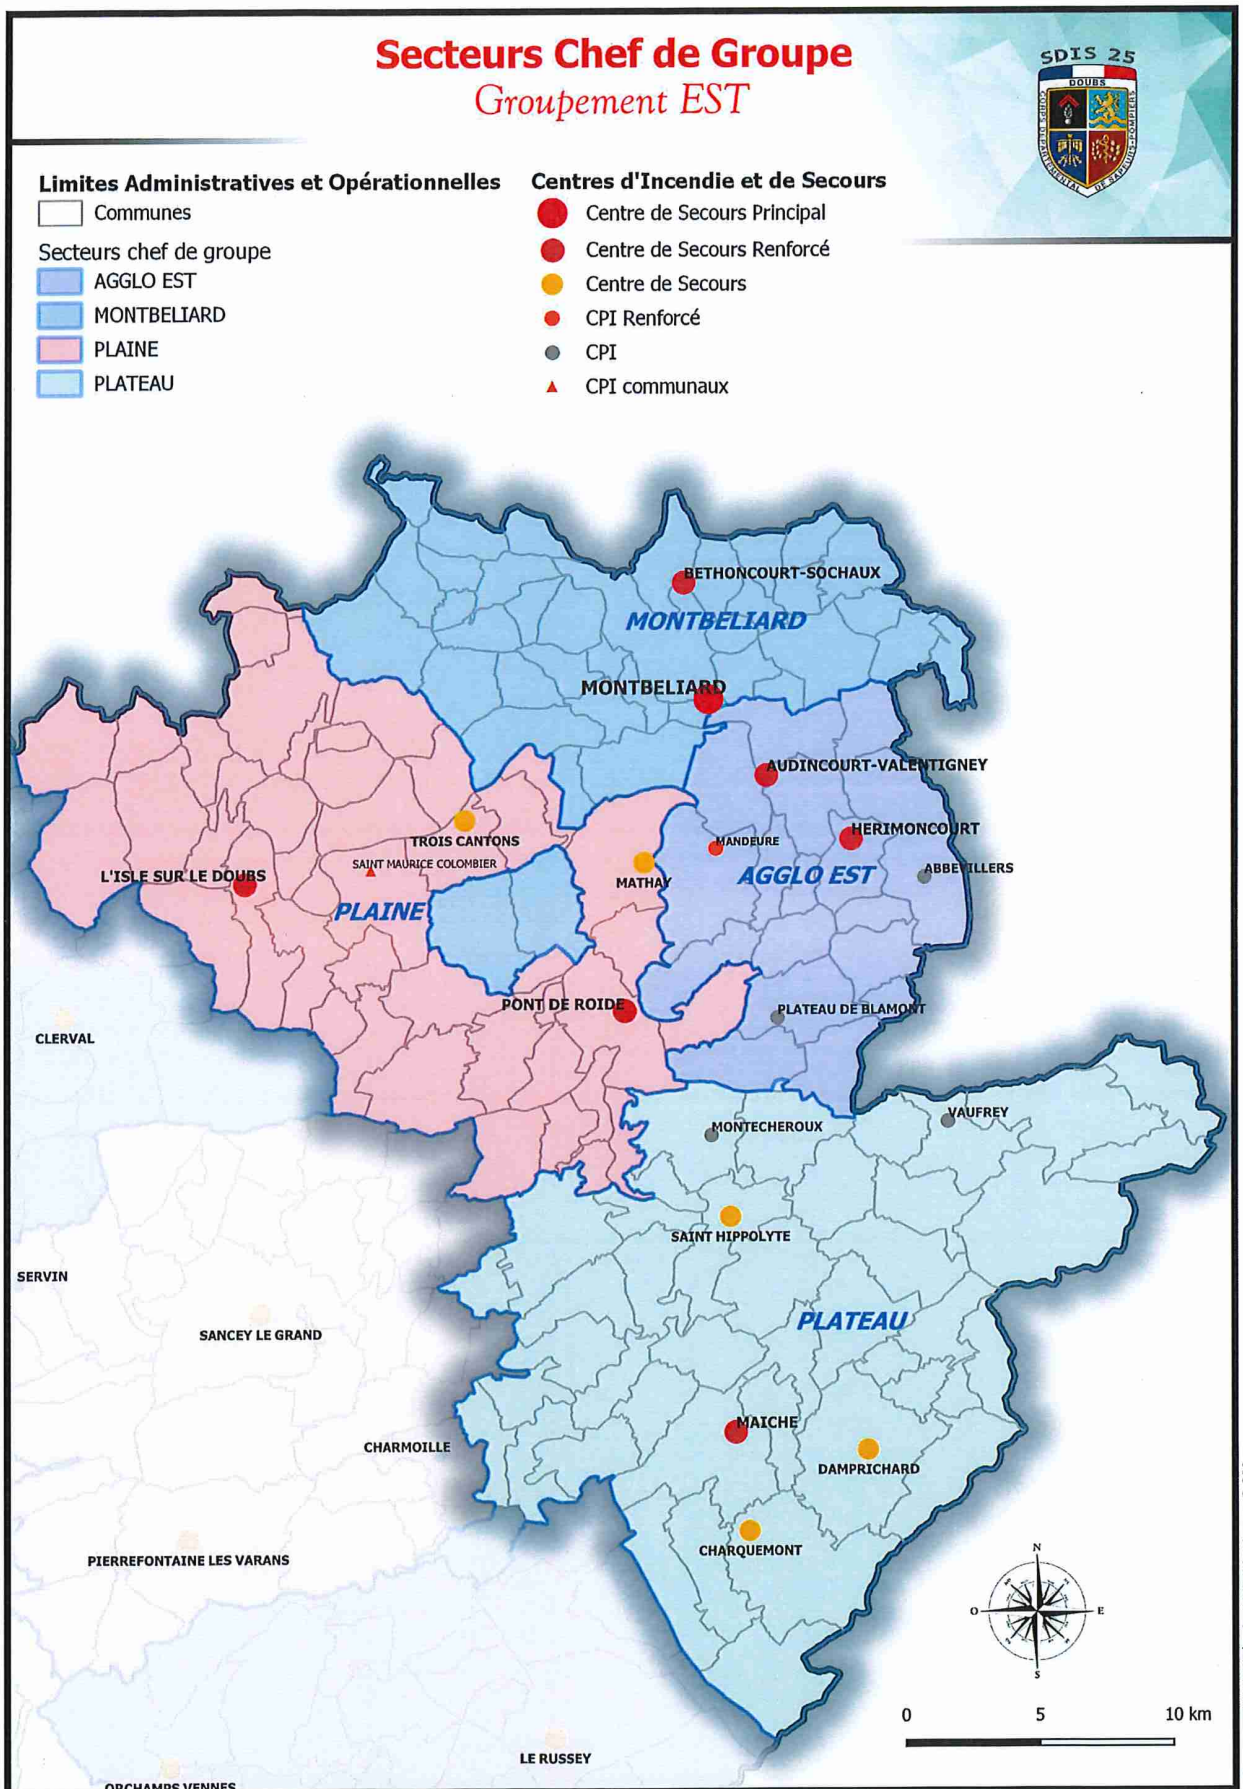 Secteurs Chef de Groupe
Groupement EST
SDIS 25
DOUBS
CORPS DEPARTEMENTAL DE SAPEURS-POMPIERS
Limites Administratives et Opérationnelles
Communes
Secteurs chef de groupe
AGGLO EST
MONTBELIARD
PLAINE
PLATEAU
Centres d'Incendie et de Secours
Centre de Secours Principal
Centre de Secours Renforcé
Centre de Secours
CPI Renforcé
CPI
CPI communaux
BETHONCOURT-SOCHAUX
MONTBELIARD
MONTBELIARD
AUDINCOURT-VALENTIGNEY
HERIMONCOURT
TROIS CANTONS
MANDEURE
SAINT MAURICE COLOMBIER
ABBEVILLERS
L'ISLE SUR LE DOUBS
MATHAY
AGGLO EST
PLAINE
PONT DE ROIDE
PLATEAU DE BLAMONT
CLERVAL
VAUFREY
MONTECHEROUX
SAINT HIPPOLYTE
SERVIN
PLATEAU
SANCEY LE GRAND
MAICHE
CHARMOILLE
DAMPRICHARD
CHARQUEMONT
PIERREFONTAINE LES VARANS
N
O
E
S
0 5 10 km
LE RUSSEY
ORCHAMPS VENNES